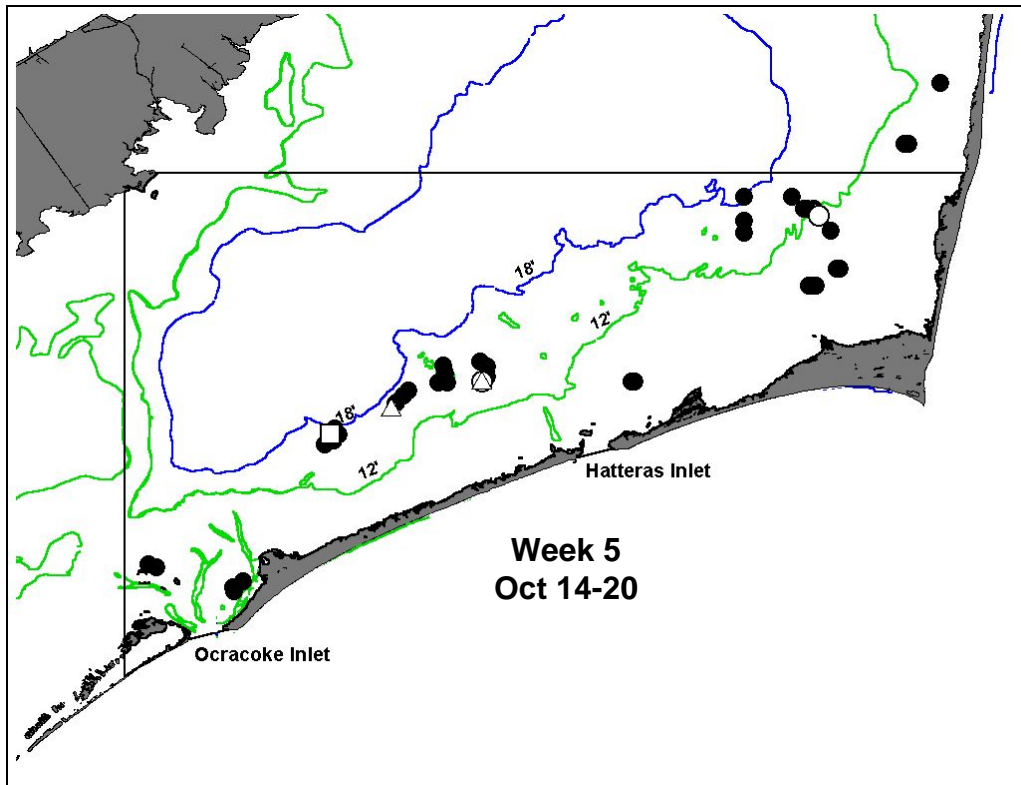 18'
12'
18'
12'
Hatteras Inlet
Week 5
Oct 14-20
Ocracoke Inlet